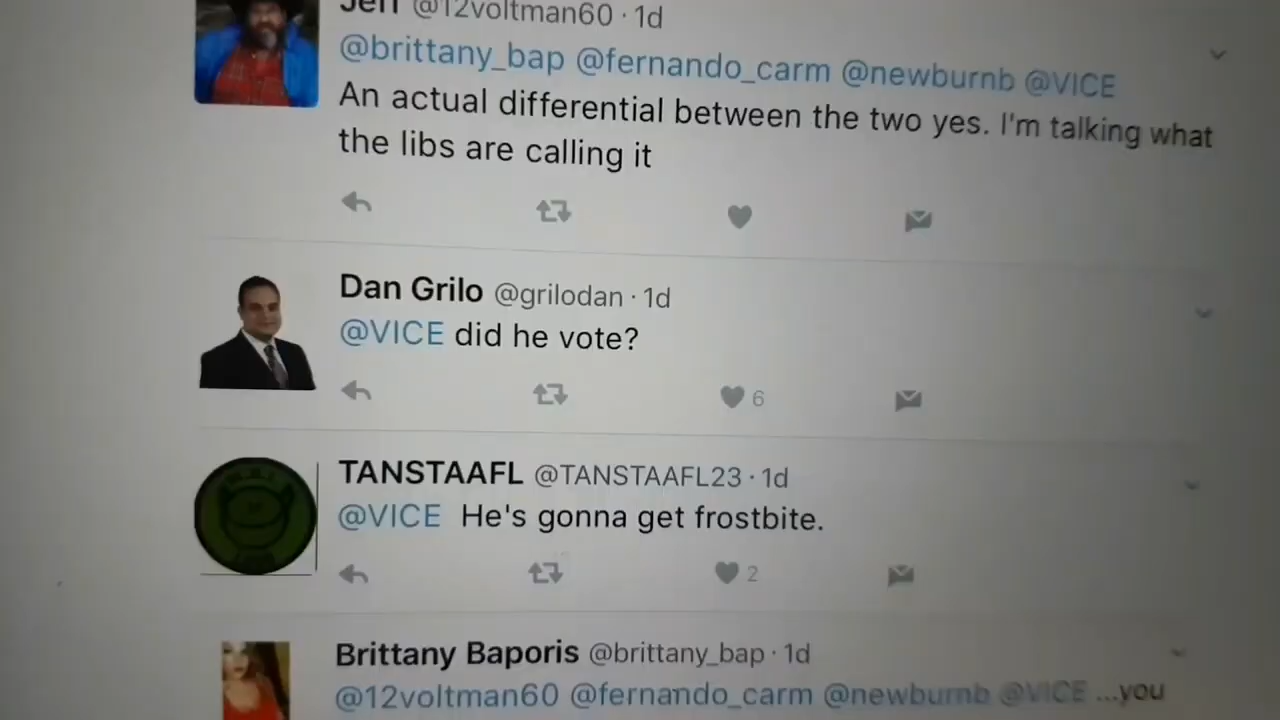 Jeff @12voltman60 · 1d
@brittany_bap @fernando_carm @newburnb @VICE
An actual differential between the two yes. I'm talking what
the libs are calling it
Dan Grilo @grilodan · 1d
@VICE did he vote?
6
TANSTAAFL @TANSTAAFL23 · 1d
@VICE He's gonna get frostbite.
2
Brittany Baporis @brittany_bap · 1d
@12voltman60 @fernando_carm @newburnb @VICE ...you